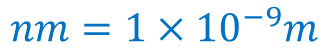 nm = 1 × 10⁻⁹m